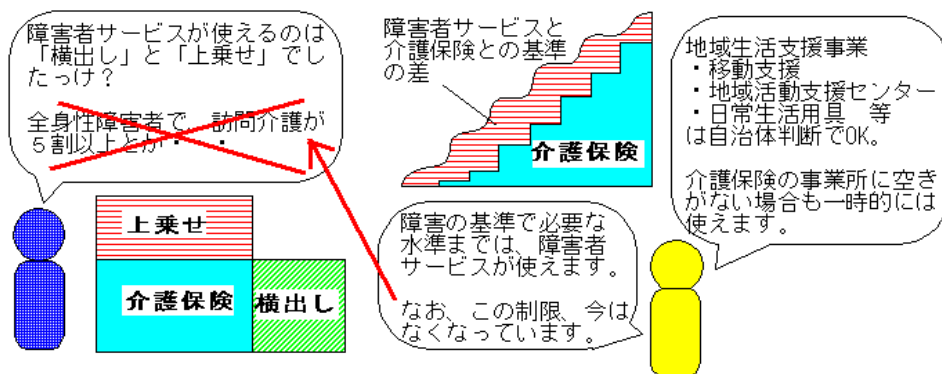 障害者サービスが使えるのは
「横出し」と「上乗せ」でし
たっけ？
全身性障害者で、訪問介護が
５割以上とか・・
上乗せ
介護保険
横出し
障害者サービスと
介護保険との基準
の差
介護保険
障害の基準で必要な
水準までは、障害者
サービスが使えます。
なお、この制限、今は
なくなっています。
地域生活支援事業
・移動支援
・地域活動支援センター
・日常生活用具　等
は自治体判断でOK。
介護保険の事業所に空き
がない場合も一時的には
使えます。